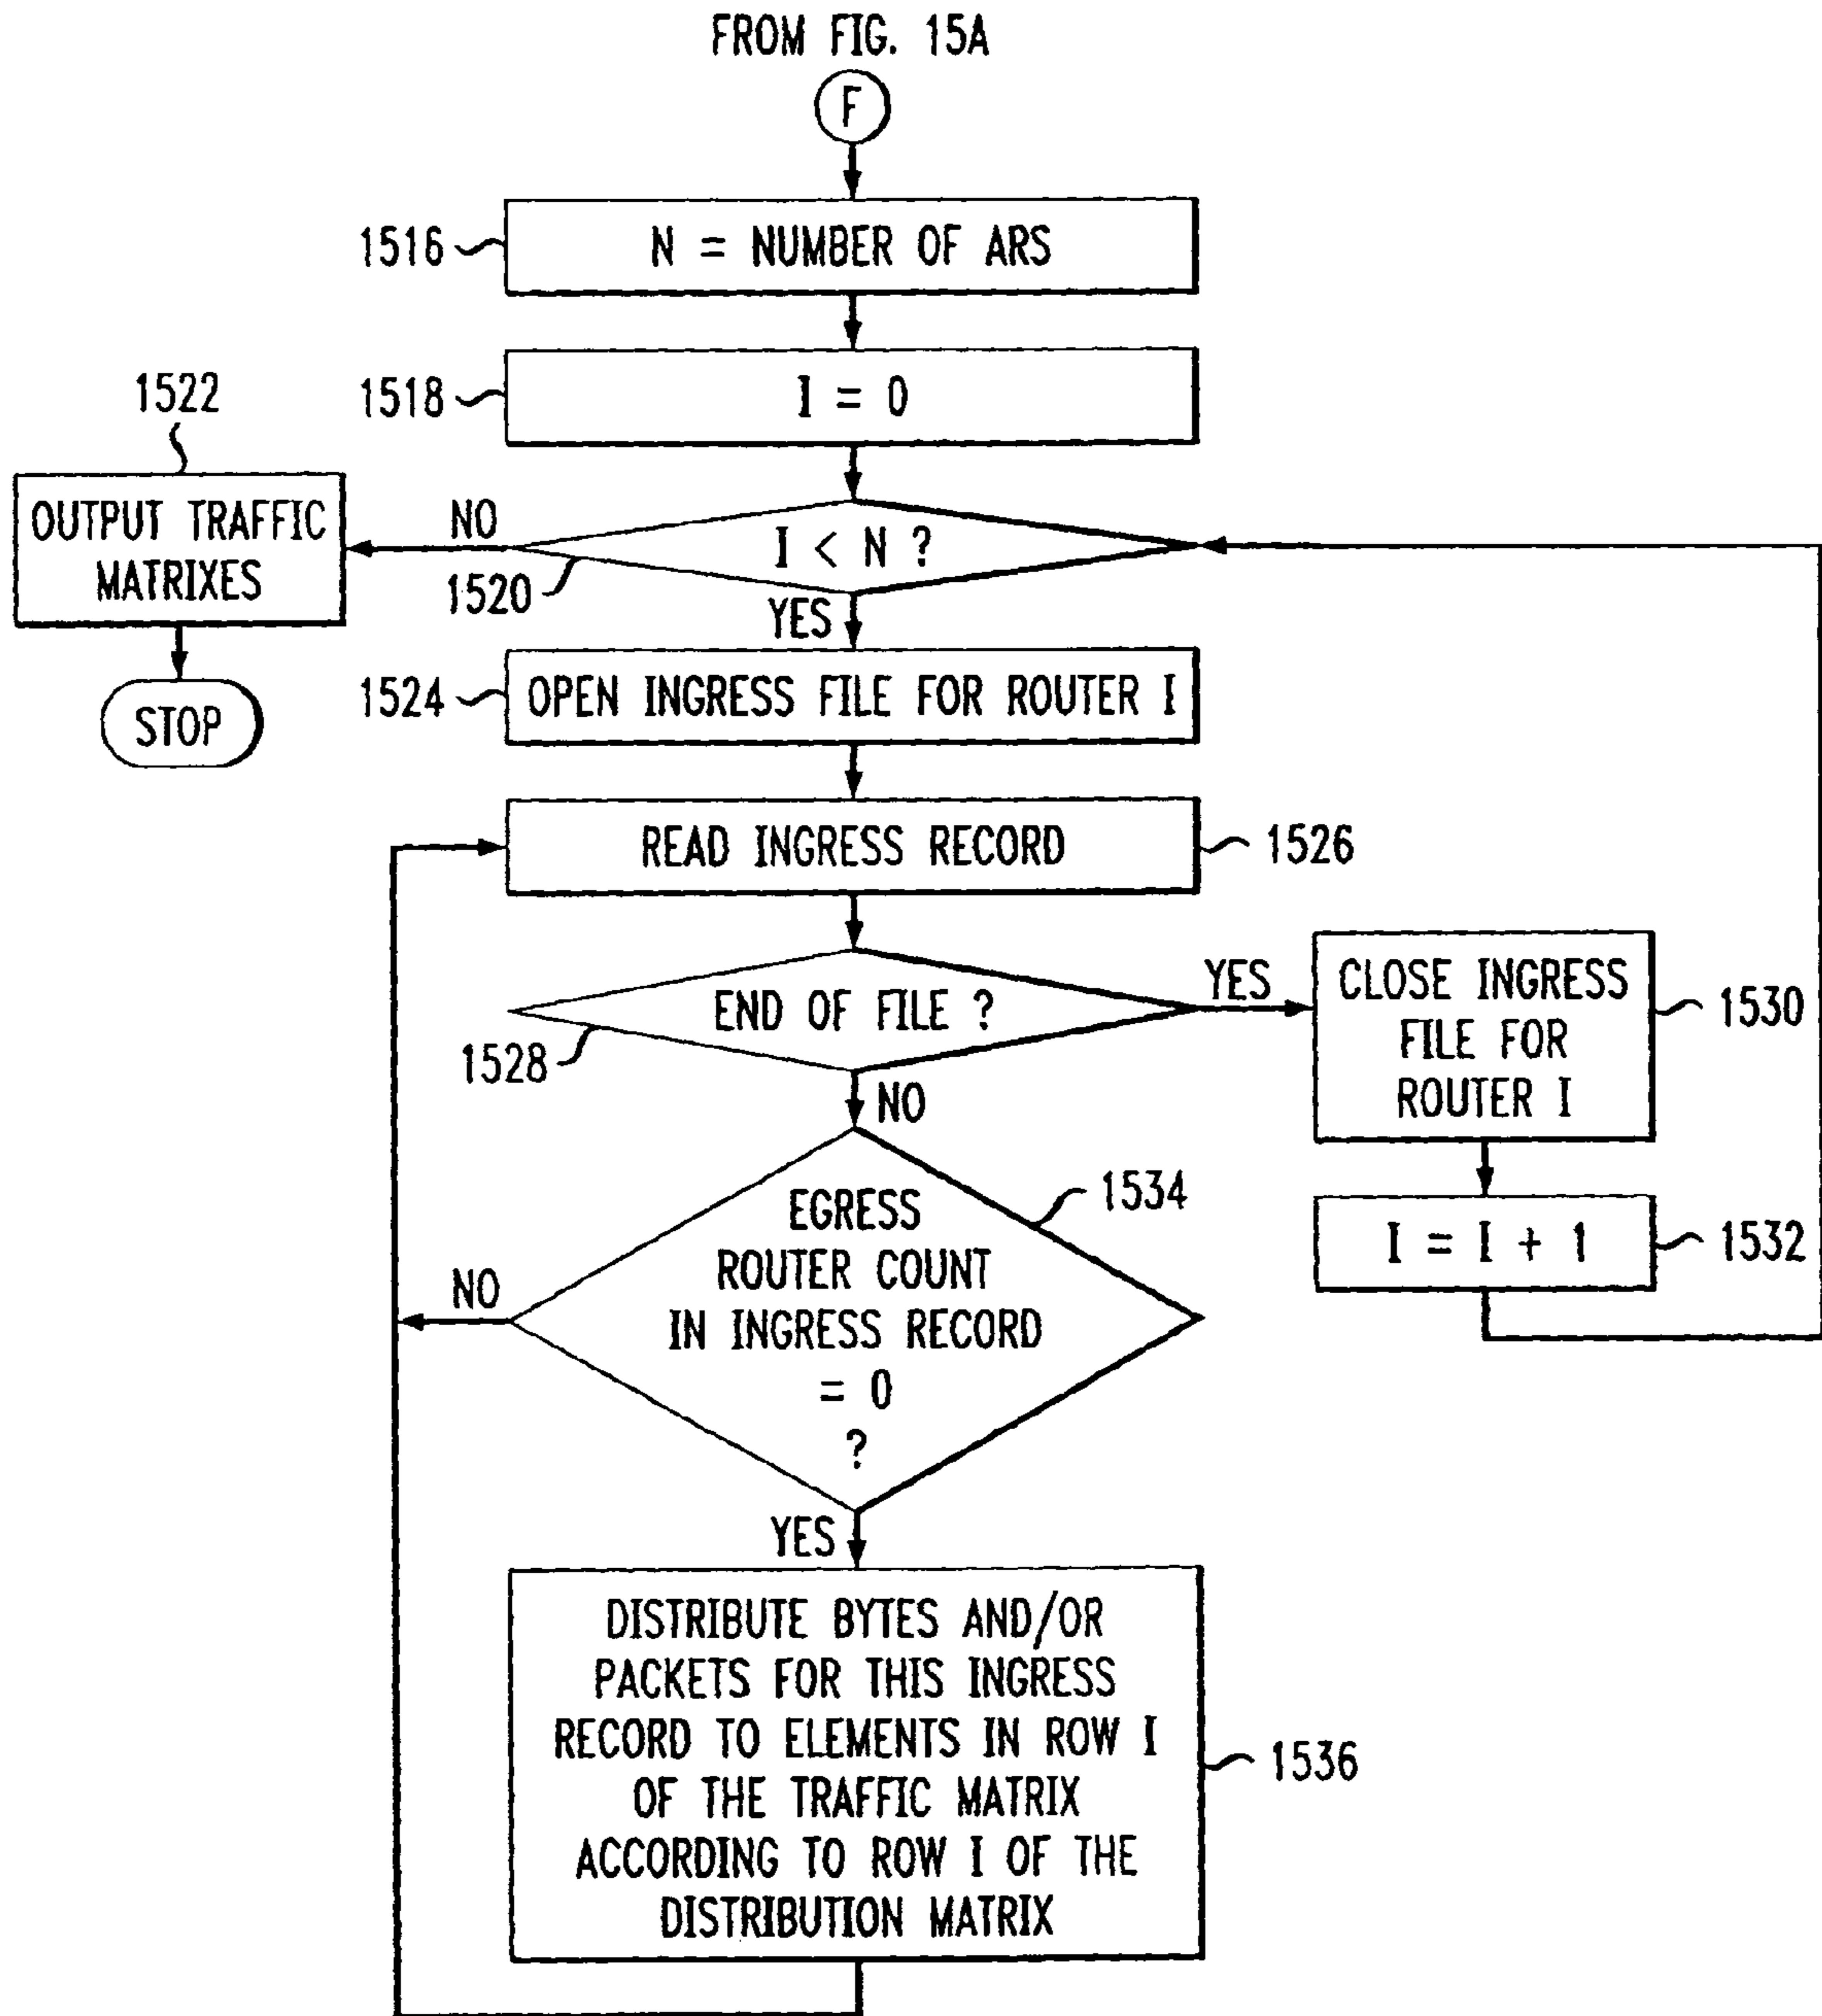 FROM FIG. 15A
F
1516
N = NUMBER OF ARS
1518
I = 0
1522
OUTPUT TRAFFIC
MATRIXES
STOP
NO
I < N ?
1520
YES
1524
OPEN INGRESS FILE FOR ROUTER I
READ INGRESS RECORD
1526
END OF FILE ?
1528
YES
CLOSE INGRESS
FILE FOR
ROUTER I
1530
I = I + 1
1532
NO
EGRESS
ROUTER COUNT
IN INGRESS RECORD
= 0
?
1534
NO
YES
DISTRIBUTE BYTES AND/OR
PACKETS FOR THIS INGRESS
RECORD TO ELEMENTS IN ROW I
OF THE TRAFFIC MATRIX
ACCORDING TO ROW I OF THE
DISTRIBUTION MATRIX
1536